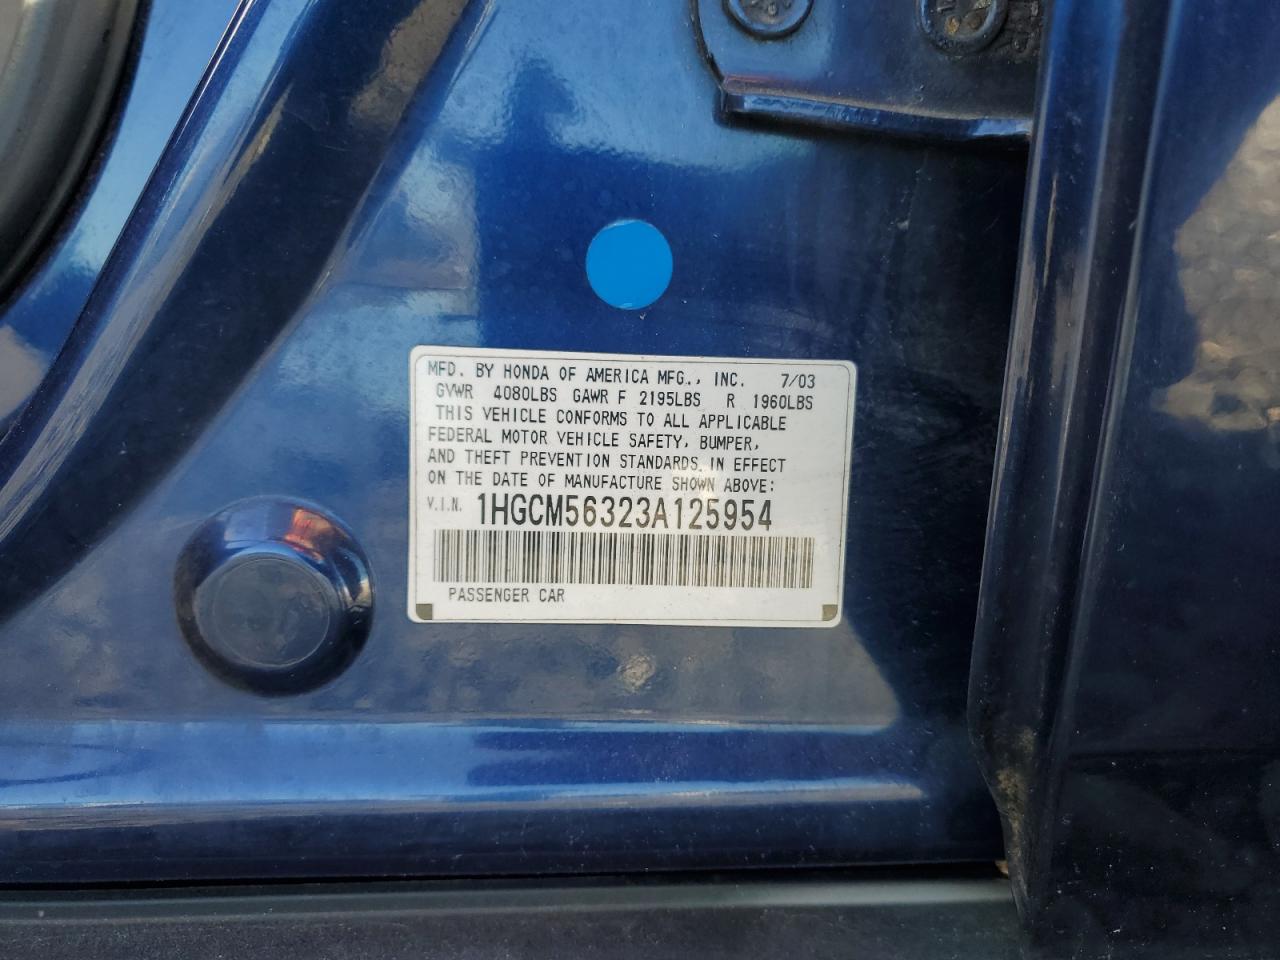 MFD. BY HONDA OF AMERICA MFG., INC. 7/03
GVWR 4080LBS GAWR F 2195LBS R 1960LBS
THIS VEHICLE CONFORMS TO ALL APPLICABLE
FEDERAL MOTOR VEHICLE SAFETY, BUMPER,
AND THEFT PREVENTION STANDARDS IN EFFECT
ON THE DATE OF MANUFACTURE SHOWN ABOVE:
V.I.N. 1HGCM56323A125954
PASSENGER CAR